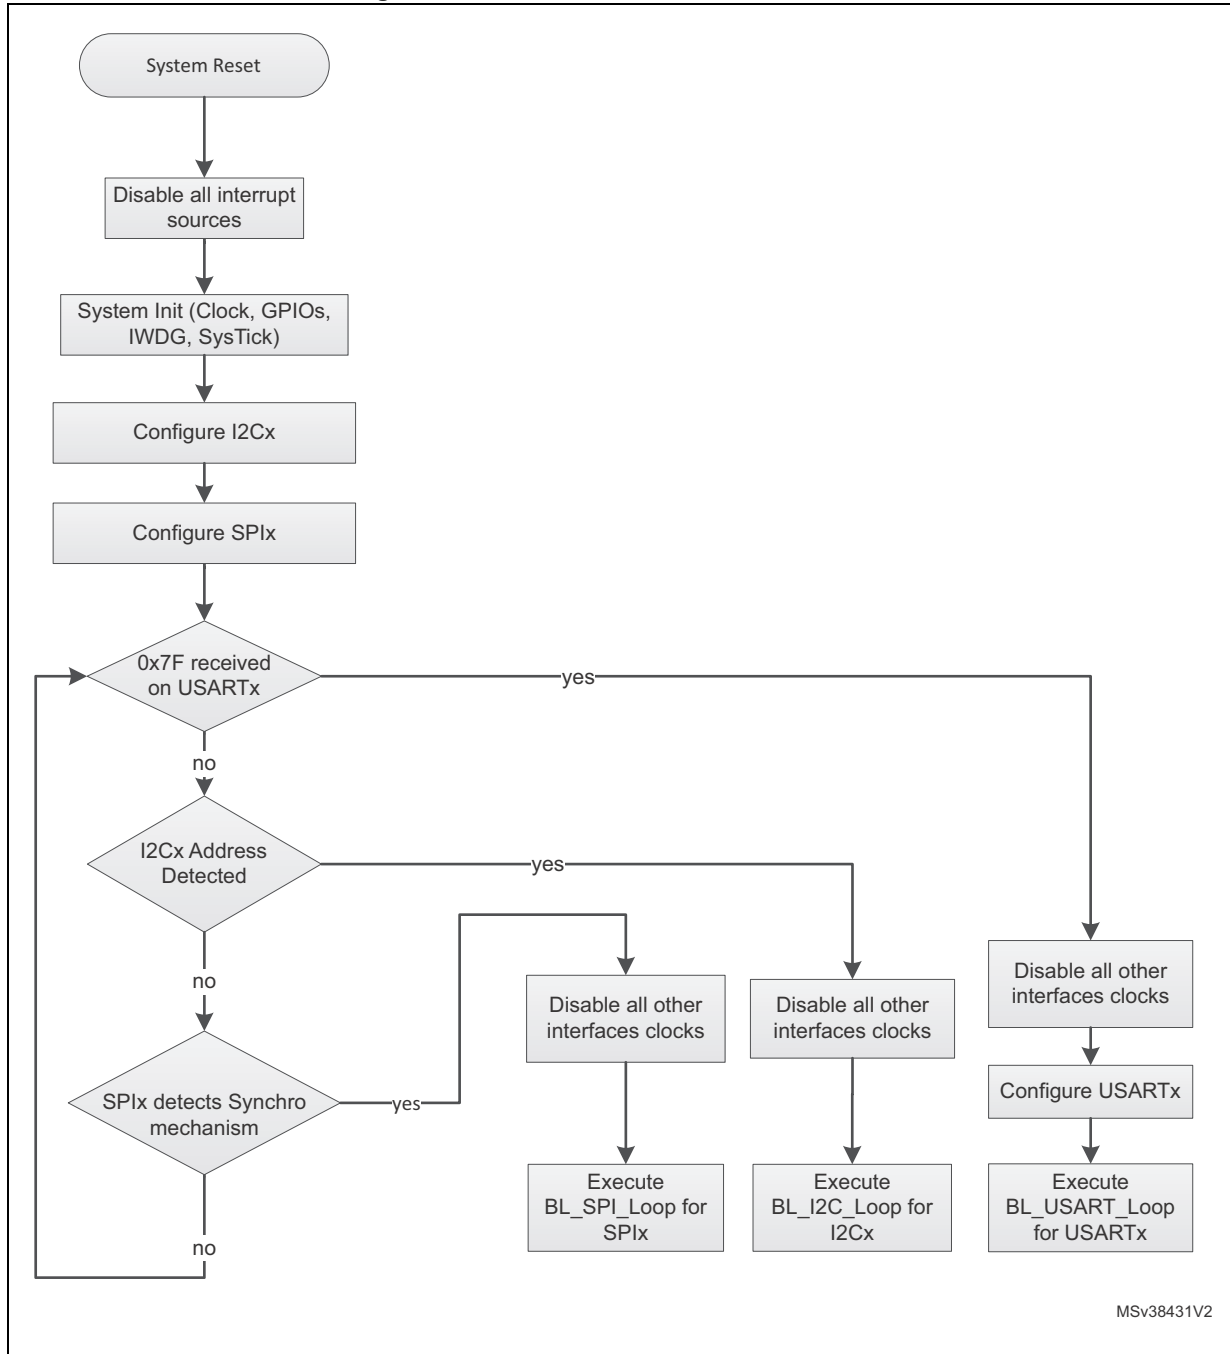 System Reset
Disable all interrupt
sources
System Init (Clock, GPIOs,
IWDG, SysTick)
Configure I2Cx
Configure SPIx
0x7F received
on USARTx
yes
no
I2Cx Address
Detected
yes
no
SPIx detects Synchro
mechanism
yes
no
Disable all other
interfaces clocks
Execute
BL_SPI_Loop for
SPIx
Disable all other
interfaces clocks
Execute
BL_I2C_Loop for
I2Cx
Disable all other
interfaces clocks
Configure USARTx
Execute
BL_USART_Loop
for USARTx
MSv38431V2